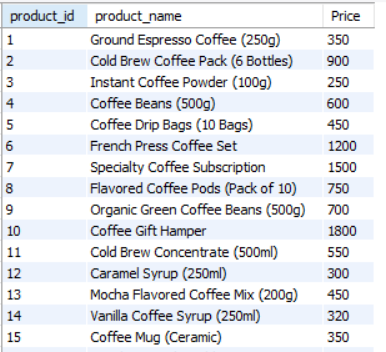 product_id product_name Price
1 Ground Espresso Coffee (250g) 350
2 Cold Brew Coffee Pack (6 Bottles) 900
3 Instant Coffee Powder (100g) 250
4 Coffee Beans (500g) 600
5 Coffee Drip Bags (10 Bags) 450
6 French Press Coffee Set 1200
7 Specialty Coffee Subscription 1500
8 Flavored Coffee Pods (Pack of 10) 750
9 Organic Green Coffee Beans (500g) 700
10 Coffee Gift Hamper 1800
11 Cold Brew Concentrate (500ml) 550
12 Caramel Syrup (250ml) 300
13 Mocha Flavored Coffee Mix (200g) 450
14 Vanilla Coffee Syrup (250ml) 320
15 Coffee Mug (Ceramic) 350